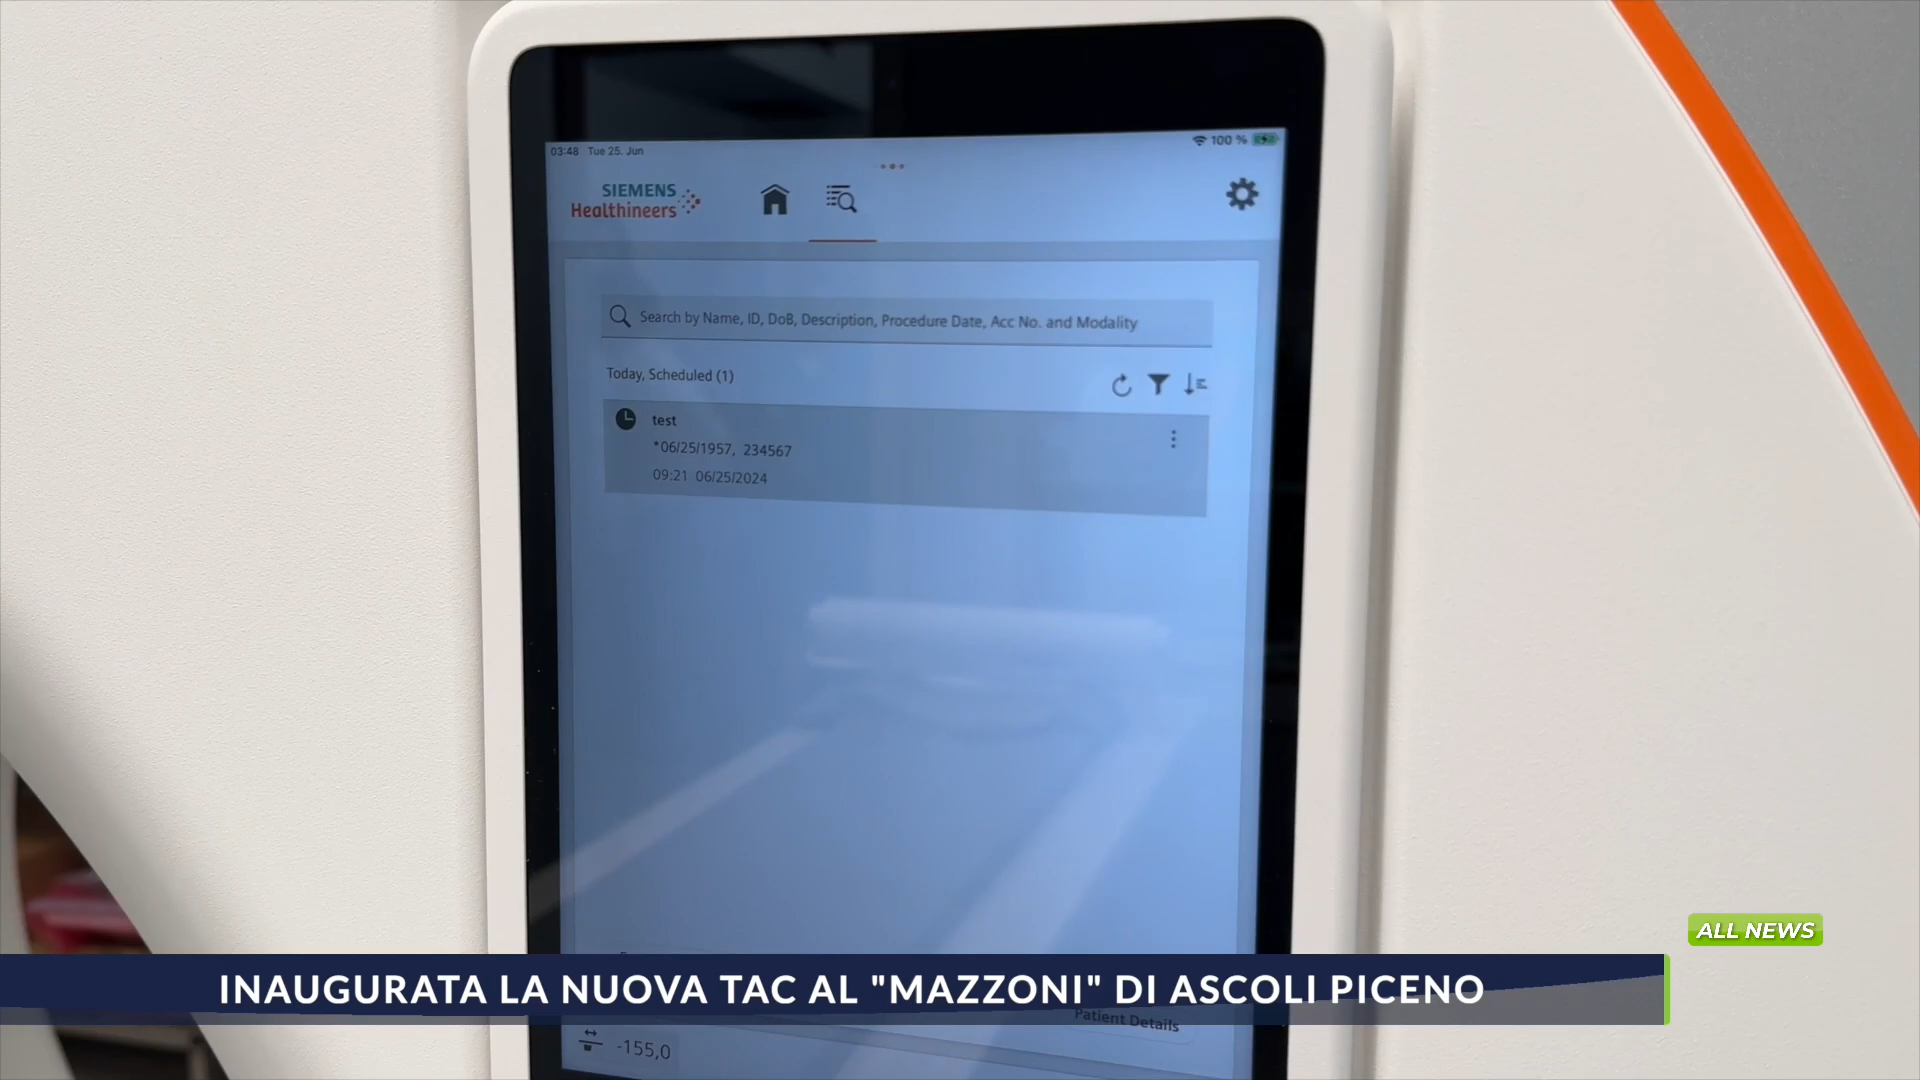 03:48 Tue 25. Jun
100 %
SIEMENS
Healthineers
Search by Name, ID, DoB, Description, Procedure Date, Acc No. and Modality
Today, Scheduled (1)
test
*06/25/1957, 234567
09:21 06/25/2024
ALL NEWS
INAUGURATA LA NUOVA TAC AL "MAZZONI" DI ASCOLI PICENO
Patient Details
-155,0